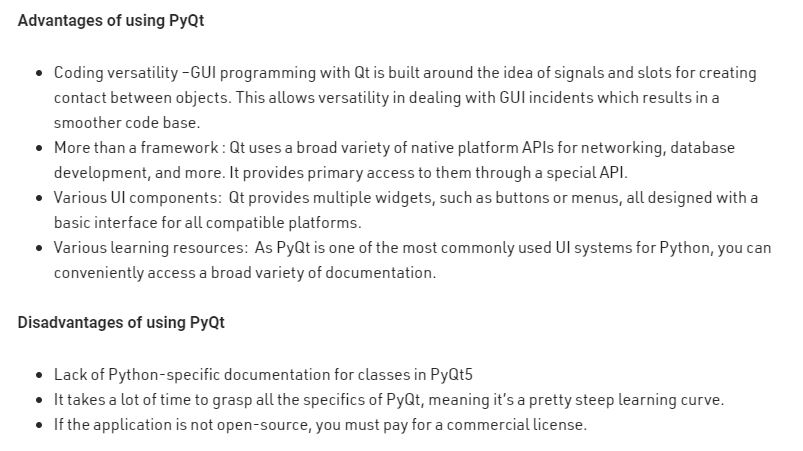 Advantages of using PyQt
• Coding versatility –GUI programming with Qt is built around the idea of signals and slots for creating
contact between objects. This allows versatility in dealing with GUI incidents which results in a
smoother code base.
• More than a framework : Qt uses a broad variety of native platform APIs for networking, database
development, and more. It provides primary access to them through a special API.
• Various UI components:  Qt provides multiple widgets, such as buttons or menus, all designed with a
basic interface for all compatible platforms.
• Various learning resources:  As PyQt is one of the most commonly used UI systems for Python, you can
conveniently access a broad variety of documentation.
Disadvantages of using PyQt
• Lack of Python-specific documentation for classes in PyQt5
• It takes a lot of time to grasp all the specifics of PyQt, meaning it’s a pretty steep learning curve.
• If the application is not open-source, you must pay for a commercial license.